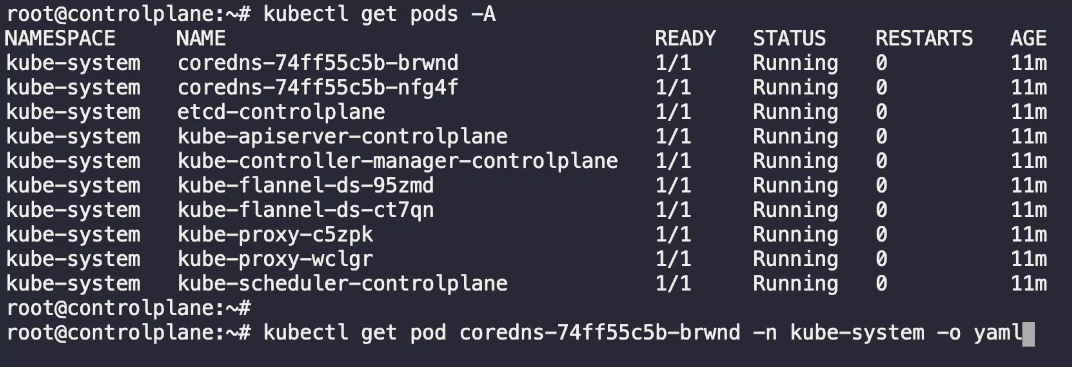 root@controlplane:~# kubectl get pods -A
NAMESPACE NAME READY STATUS RESTARTS AGE
kube-system coredns-74ff55c5b-brwnd 1/1 Running 0 11m
kube-system coredns-74ff55c5b-nfg4f 1/1 Running 0 11m
kube-system etcd-controlplane 1/1 Running 0 11m
kube-system kube-apiserver-controlplane 1/1 Running 0 11m
kube-system kube-controller-manager-controlplane 1/1 Running 0 11m
kube-system kube-flannel-ds-95zmd 1/1 Running 0 11m
kube-system kube-flannel-ds-ct7qn 1/1 Running 0 11m
kube-system kube-proxy-c5zpk 1/1 Running 0 11m
kube-system kube-proxy-wclgr 1/1 Running 0 11m
kube-system kube-scheduler-controlplane 1/1 Running 0 11m
root@controlplane:~#
root@controlplane:~# kubectl get pod coredns-74ff55c5b-brwnd -n kube-system -o yaml